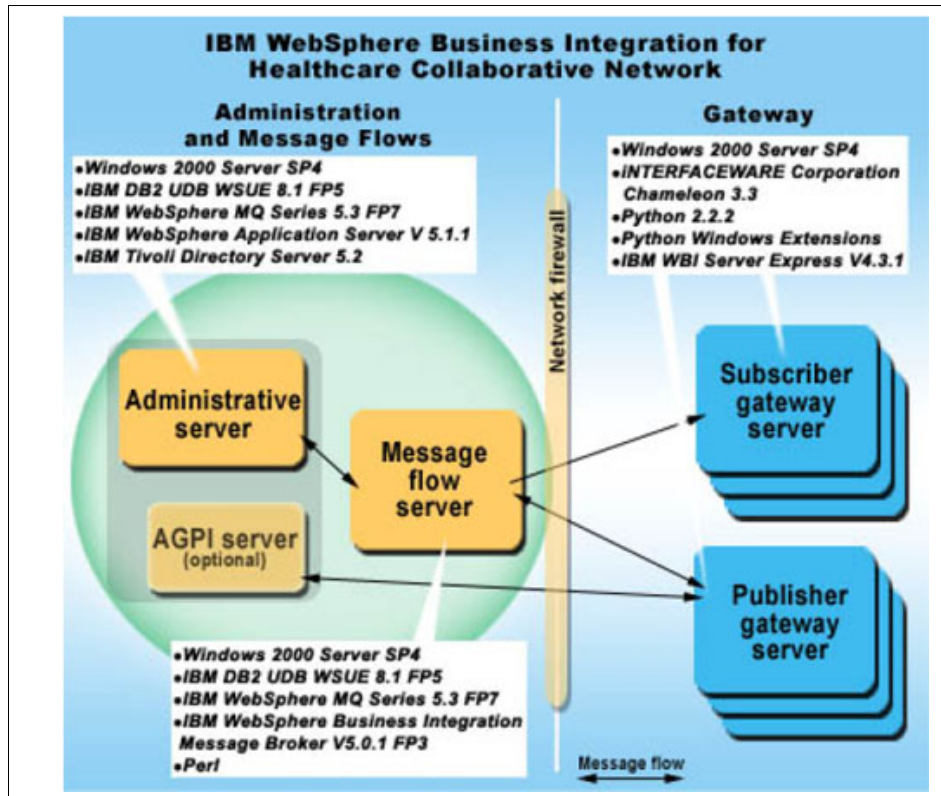 IBM WebSphere Business Integration for
Healthcare Collaborative Network
Administration
and Message Flows
•Windows 2000 Server SP4
•IBM DB2 UDB WSUE 8.1 FP5
•IBM WebSphere MQ Series 5.3 FP7
•IBM WebSphere Application Server V 5.1.1
•IBM Tivoli Directory Server 5.2
Administrative
server
AGPI server
(optional)
Message
flow
server
•Windows 2000 Server SP4
•IBM DB2 UDB WSUE 8.1 FP5
•IBM WebSphere MQ Series 5.3 FP7
•IBM WebSphere Business Integration
Message Broker V5.0.1 FP3
•Perl
Network firewall
Gateway
•Windows 2000 Server SP4
•iNTERFACEWARE Corporation
Chameleon 3.3
•Python 2.2.2
•Python Windows Extensions
•IBM WBI Server Express V4.3.1
Subscriber
gateway
server
Publisher
gateway
server
Message flow